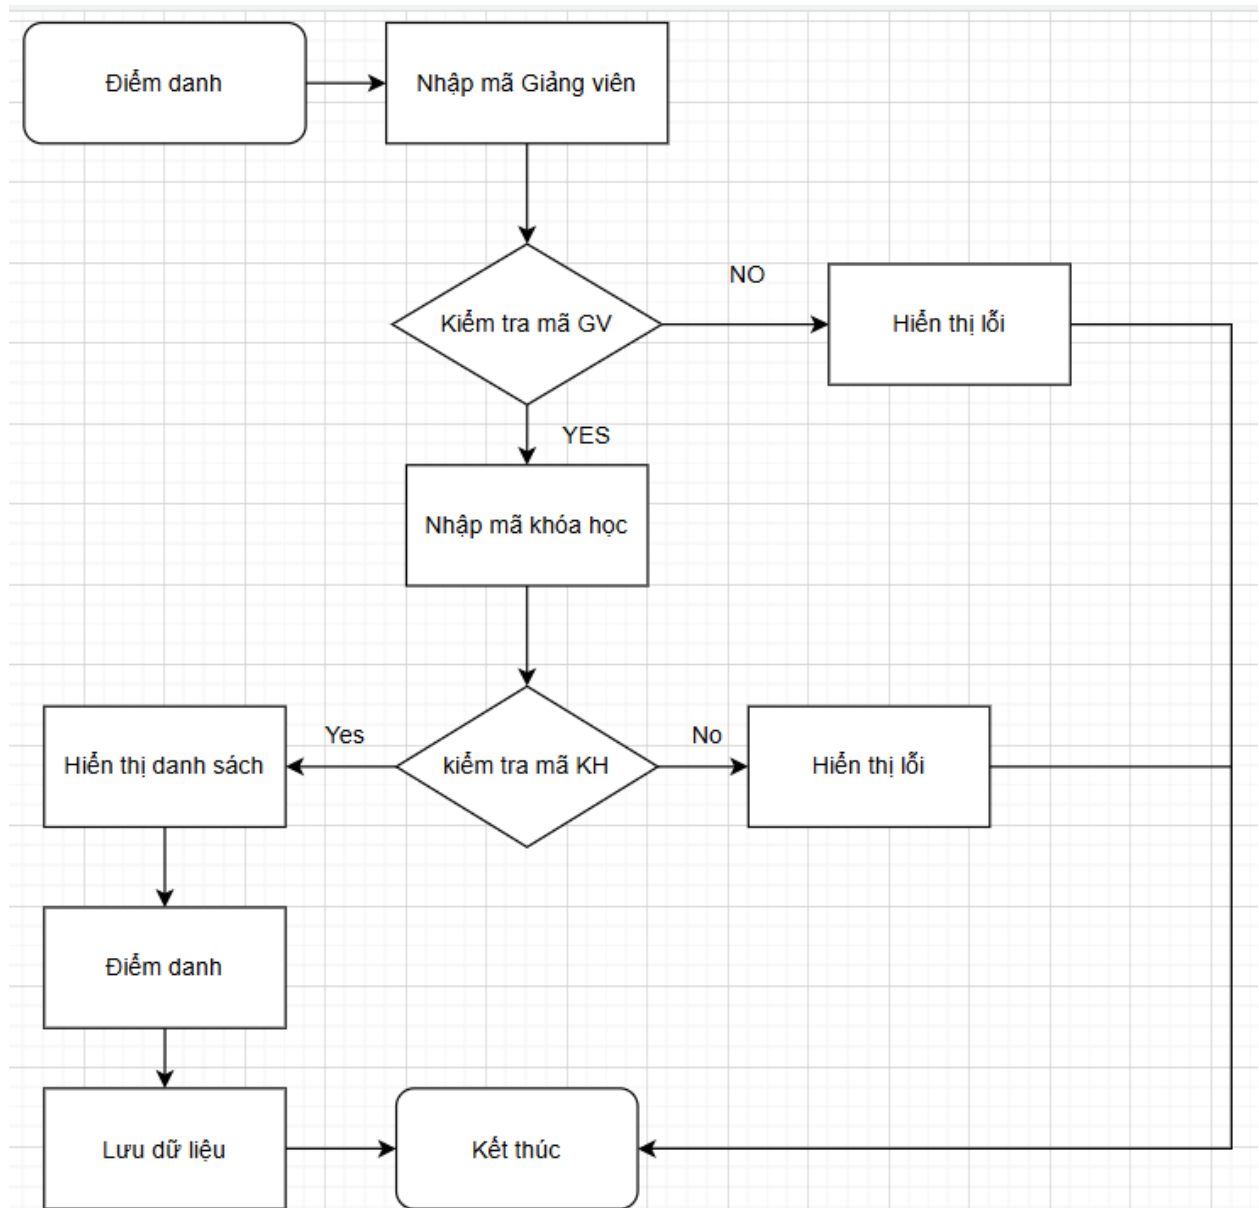 Điểm danh
Nhập mã Giảng viên
Kiểm tra mã GV
NO
Hiển thị lỗi
YES
Nhập mã khóa học
Hiển thị danh sách
Yes
kiểm tra mã KH
No
Hiển thị lỗi
Điểm danh
Lưu dữ liệu
Kết thúc